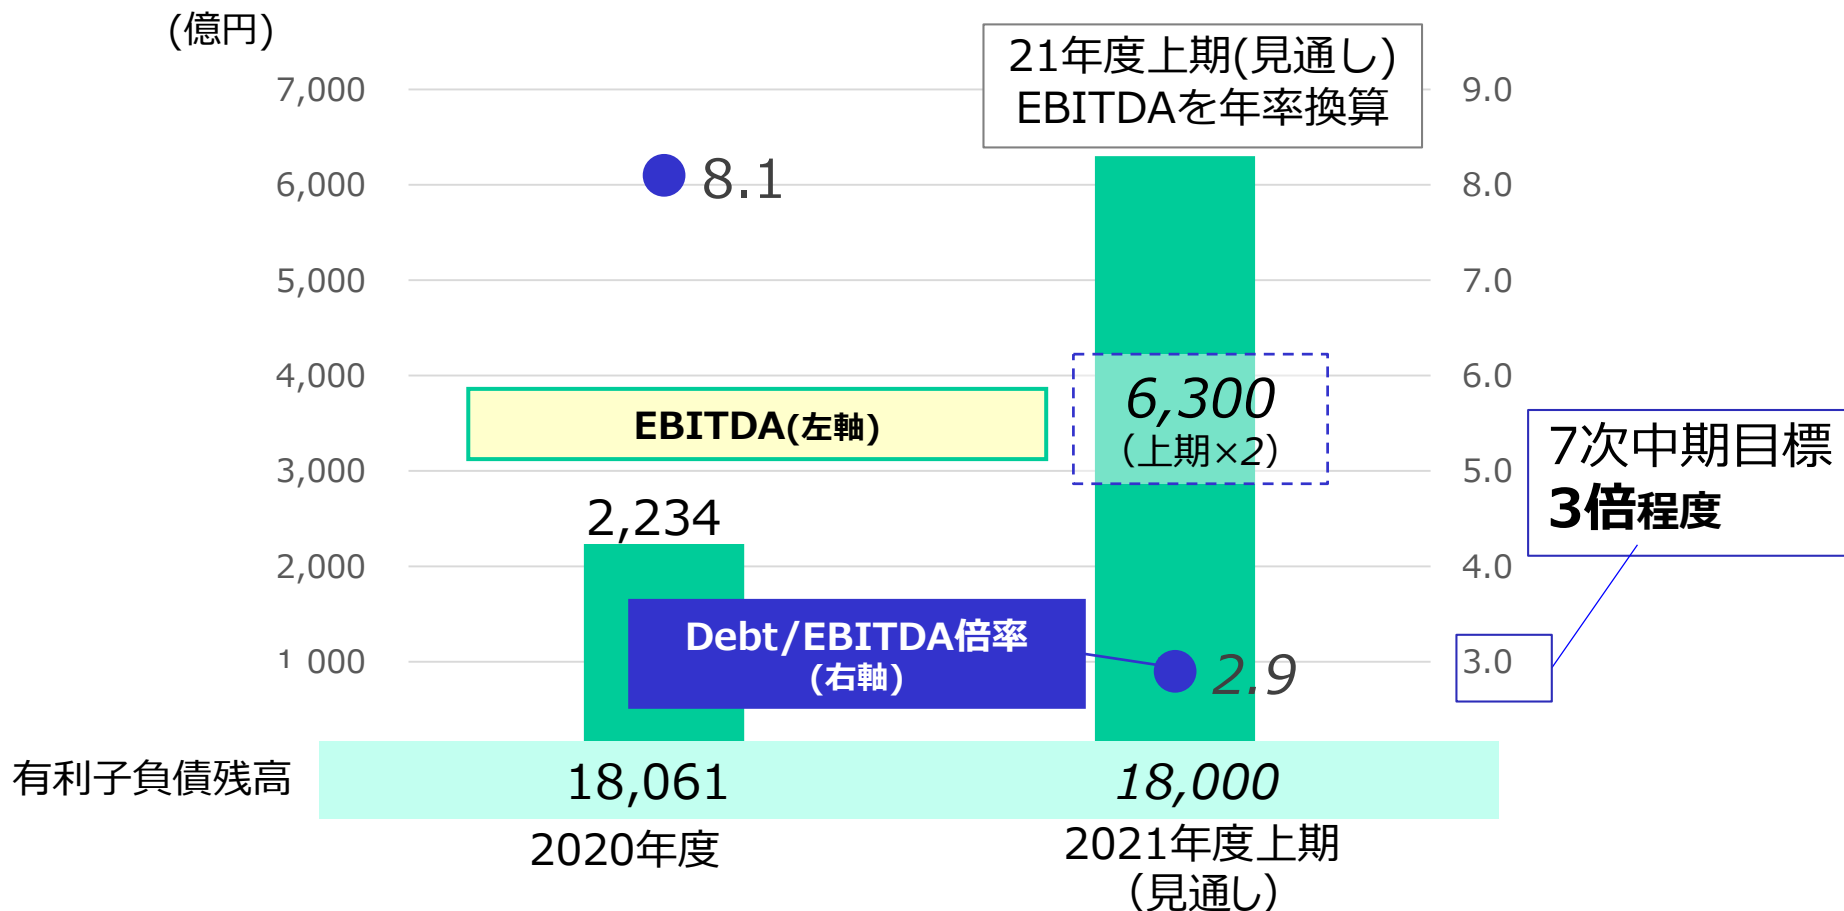 (億円)
21年度上期(見通し)
EBITDAを年率換算
7,000
9.0
8.1
6,000
8.0
5,000
7.0
4,000
6.0
6,300
(上期×2)
EBITDA(左軸)
7次中期目標
3倍程度
3,000
5.0
2,234
2,000
4.0
Debt/EBITDA倍率
(右軸)
1 000
2.9
3.0
有利子負債残高
18,061
18,000
2020年度
2021年度上期
(見通し)